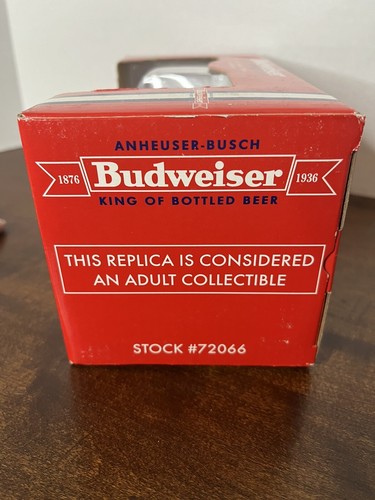 ANHEUSER-BUSCH
1876 Budweiser 1936
KING OF BOTTLED BEER
THIS REPLICA IS CONSIDERED
AN ADULT COLLECTIBLE
STOCK #72066